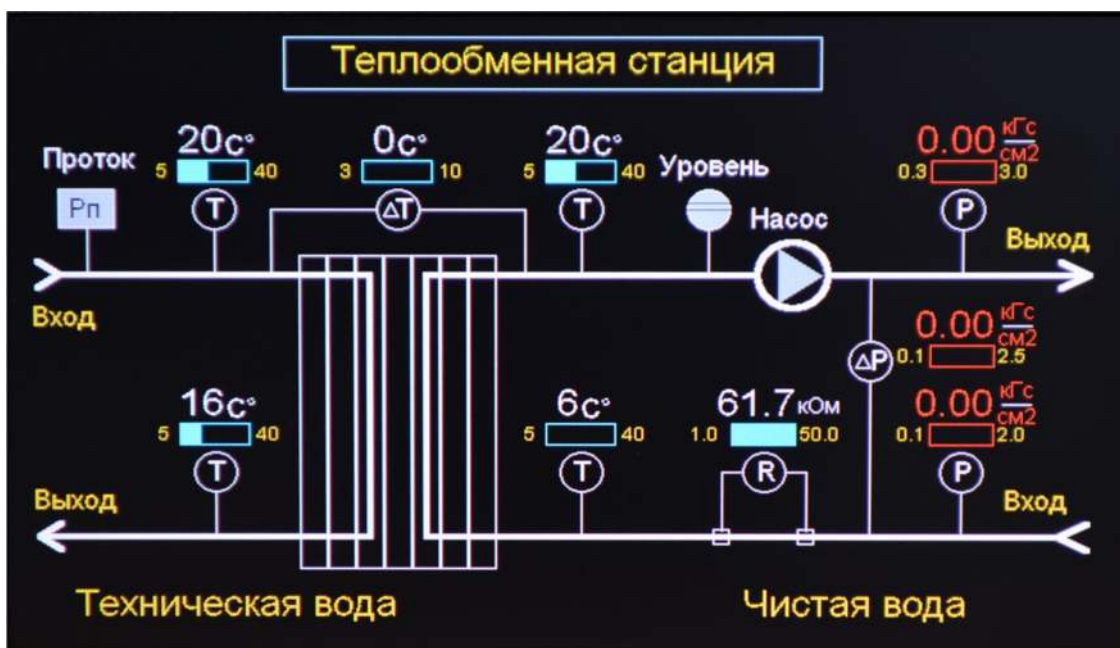 Теплообменная станция
Проток
20С°
5 40
0С°
3 10
20С°
5 40
Уровень
Насос
0.00 кГс/см2
0.3 3.0
Рп
T
ΔT
T
P
Выход
Вход
0.00 кГс/см2
0.1 2.5
ΔP
16С°
5 40
6С°
5 40
61.7 кОм
1.0 50.0
0.00 кГс/см2
0.1 2.0
T
T
R
P
Выход
Вход
Техническая вода
Чистая вода